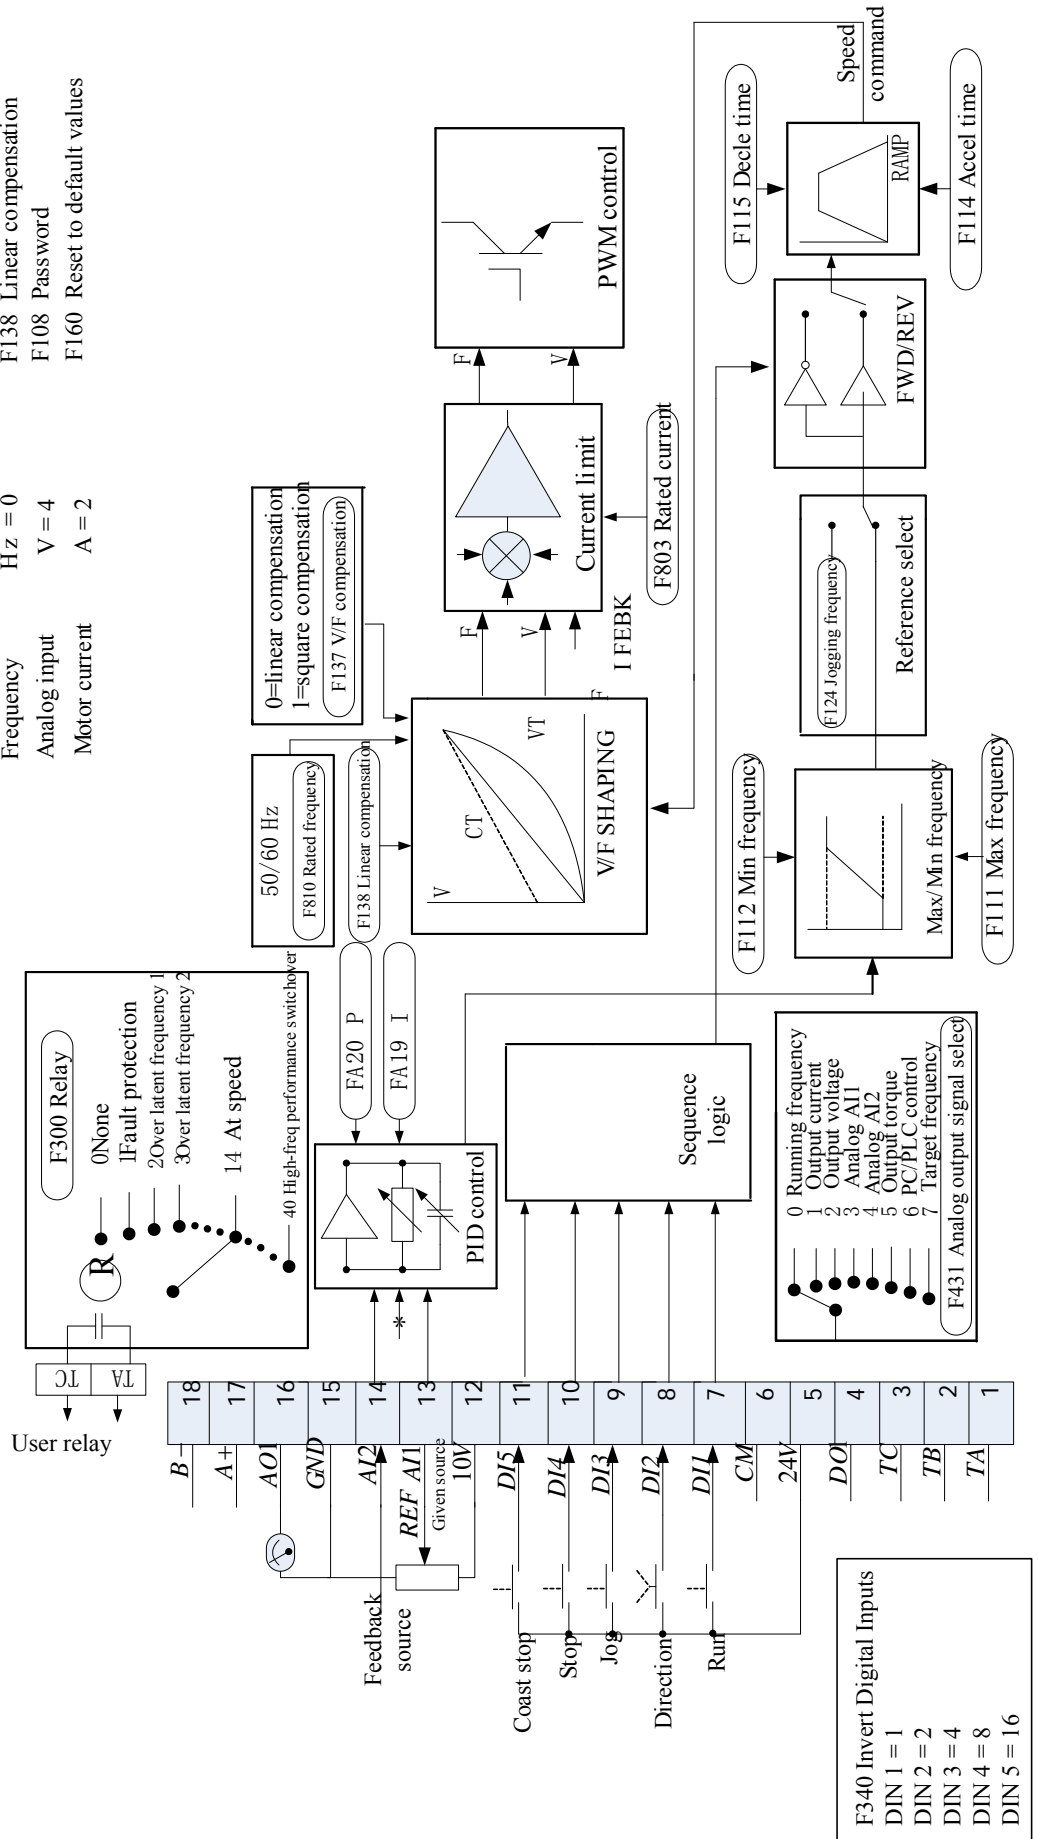 F138 Linear compensation
F108 Password
F160 Reset to default values
Frequency
Hz = 0
Analog input
V = 4
Motor current
A = 2
User relay
TC
TA
F300 Relay
R
0None
1Fault protection
2Over latent frequency 1
3Over latent frequency 2
14 At speed
40 High-freq performance switchover
50/60 Hz
F810 Rated frequency
0=linear compensation
1=square compensation
F137 V/F compensation
F138 Linear compensation
FA20 P
FA19 I
PID control
*
V
CT
VT
F
V/F SHAPING
F
V
I FEBK
Current limit
F803 Rated current
F
V
PWM control
B-
18
A+
17
AO1
16
GND
15
AI2
14
REF AI1
13
Given source
10V
12
DI5
11
DI4
10
DI3
9
DI2
8
DI1
7
CM
6
24V
5
DO1
4
TC
3
TB
2
TA
1
Feedback
source
Coast stop
Stop
Jog
Direction
Run
Sequence
logic
0 Running frequency
1 Output current
2 Output voltage
3 Analog AI1
4 Analog AI2
5 Output torque
6 PC/PLC control
7 Target frequency
F431 Analog output signal select
F112 Min frequency
Max/Min frequency
F111 Max frequency
F124 Jogging frequency
Reference select
FWD/REV
F115 Decle time
RAMP
F114 Accel time
Speed
command
F340 Invert Digital Inputs
DIN 1 = 1
DIN 2 = 2
DIN 3 = 4
DIN 4 = 8
DIN 5 = 16